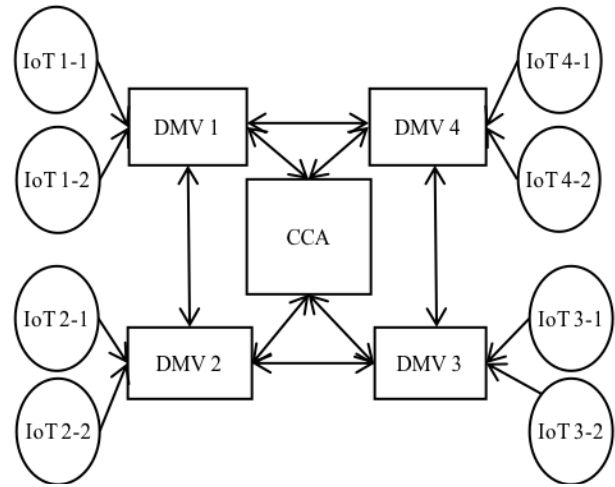 IoT 1-1
IoT 4-1
DMV 1
DMV 4
IoT 1-2
IoT 4-2
CCA
IoT 2-1
IoT 3-1
DMV 2
DMV 3
IoT 2-2
IoT 3-2